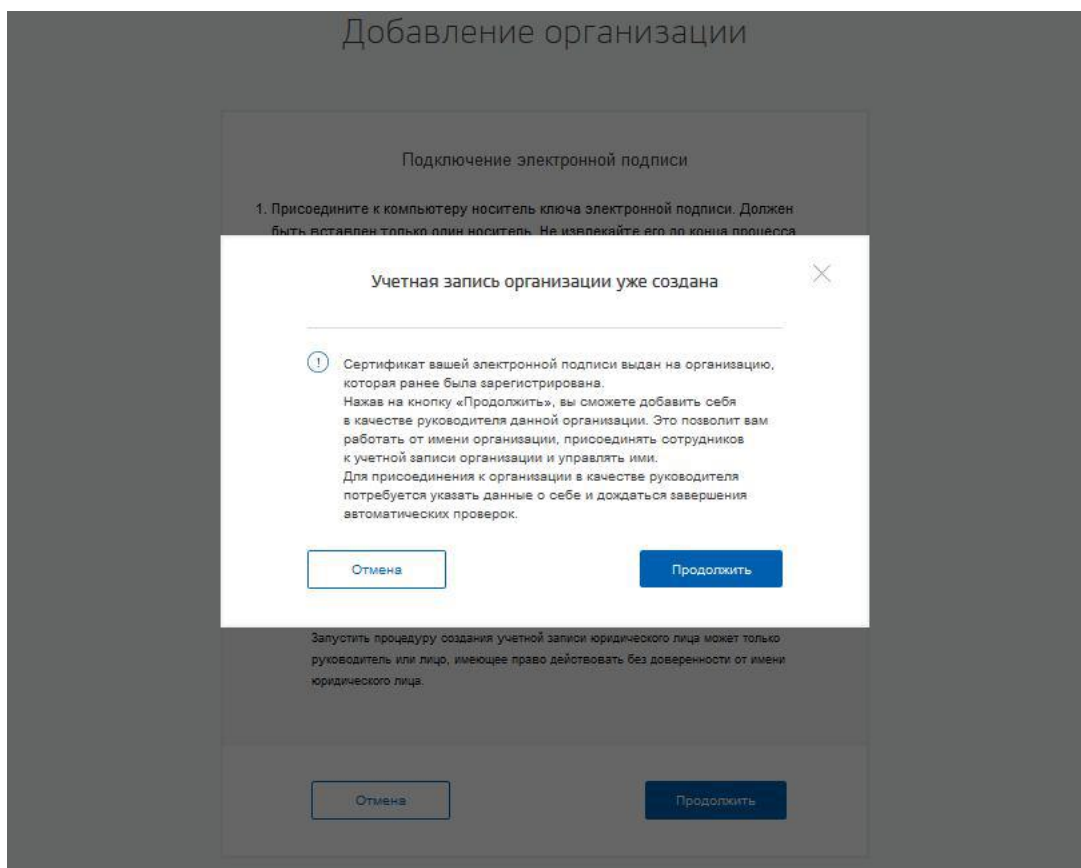 Добавление организации
Подключение электронной подписи
1. Присоедините к компьютеру носитель ключа электронной подписи. Должен
быть вставлен только один носитель. Не извлекайте его до конца процесса
Учетная запись организации уже создана
Сертификат вашей электронной подписи выдан на организацию,
которая ранее была зарегистрирована.
Нажав на кнопку «Продолжить», вы сможете добавить себя
в качестве руководителя данной организации. Это позволит вам
работать от имени организации, присоединять сотрудников
к учетной записи организации и управлять ими.
Для присоединения к организации в качестве руководителя
потребуется указать данные о себе и дождаться завершения
автоматических проверок.
Отмена Продолжить
Запустить процедуру создания учетной записи юридического лица может только
руководитель или лицо, имеющее право действовать без доверенности от имени
юридического лица.
Отмена Продолжить